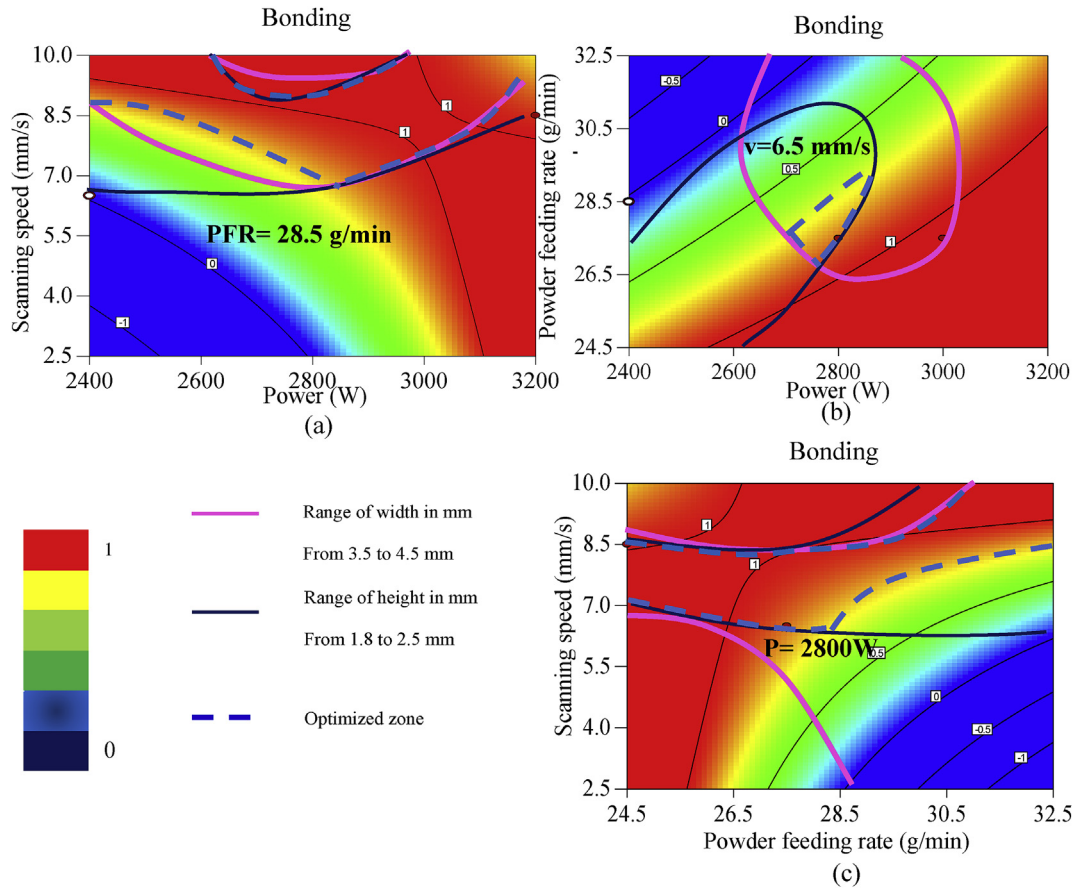 Bonding
10.0
8.5
7.0
5.5
4.0
2.5
Scanning speed (mm/s)
1
1
0
-1
PFR= 28.5 g/min
2400
2600
2800
3000
3200
Power (W)
(a)
Bonding
32.5
30.5
28.5
26.5
24.5
Powder feeding rate (g/min)
-0.5
0
0.5
1
v=6.5 mm/s
2400
2600
2800
3000
3200
Power (W)
(b)
1
0
Range of width in mm
From 3.5 to 4.5 mm
Range of height in mm
From 1.8 to 2.5 mm
Optimized zone
Bonding
10.0
8.5
7.0
5.5
4.0
2.5
Scanning speed (mm/s)
1
1
P= 2800W
0.5
0
-0.5
-1
24.5
26.5
28.5
30.5
32.5
Powder feeding rate (g/min)
(c)